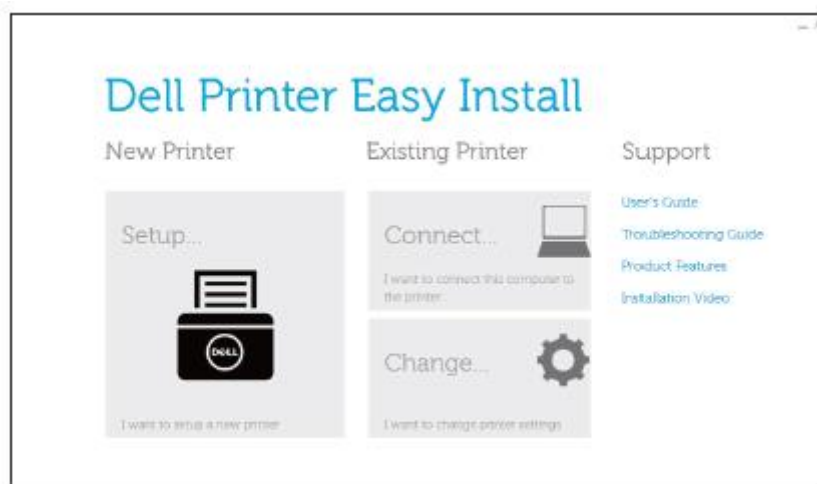 Dell Printer Easy Install
New Printer
Setup...
DELL
I want to setup a new printer
Existing Printer
Connect...
I want to connect this computer to
the printer
Change...
I want to change printer settings
Support
User's Guide
Troubleshooting Guide
Product Features
Installation Video